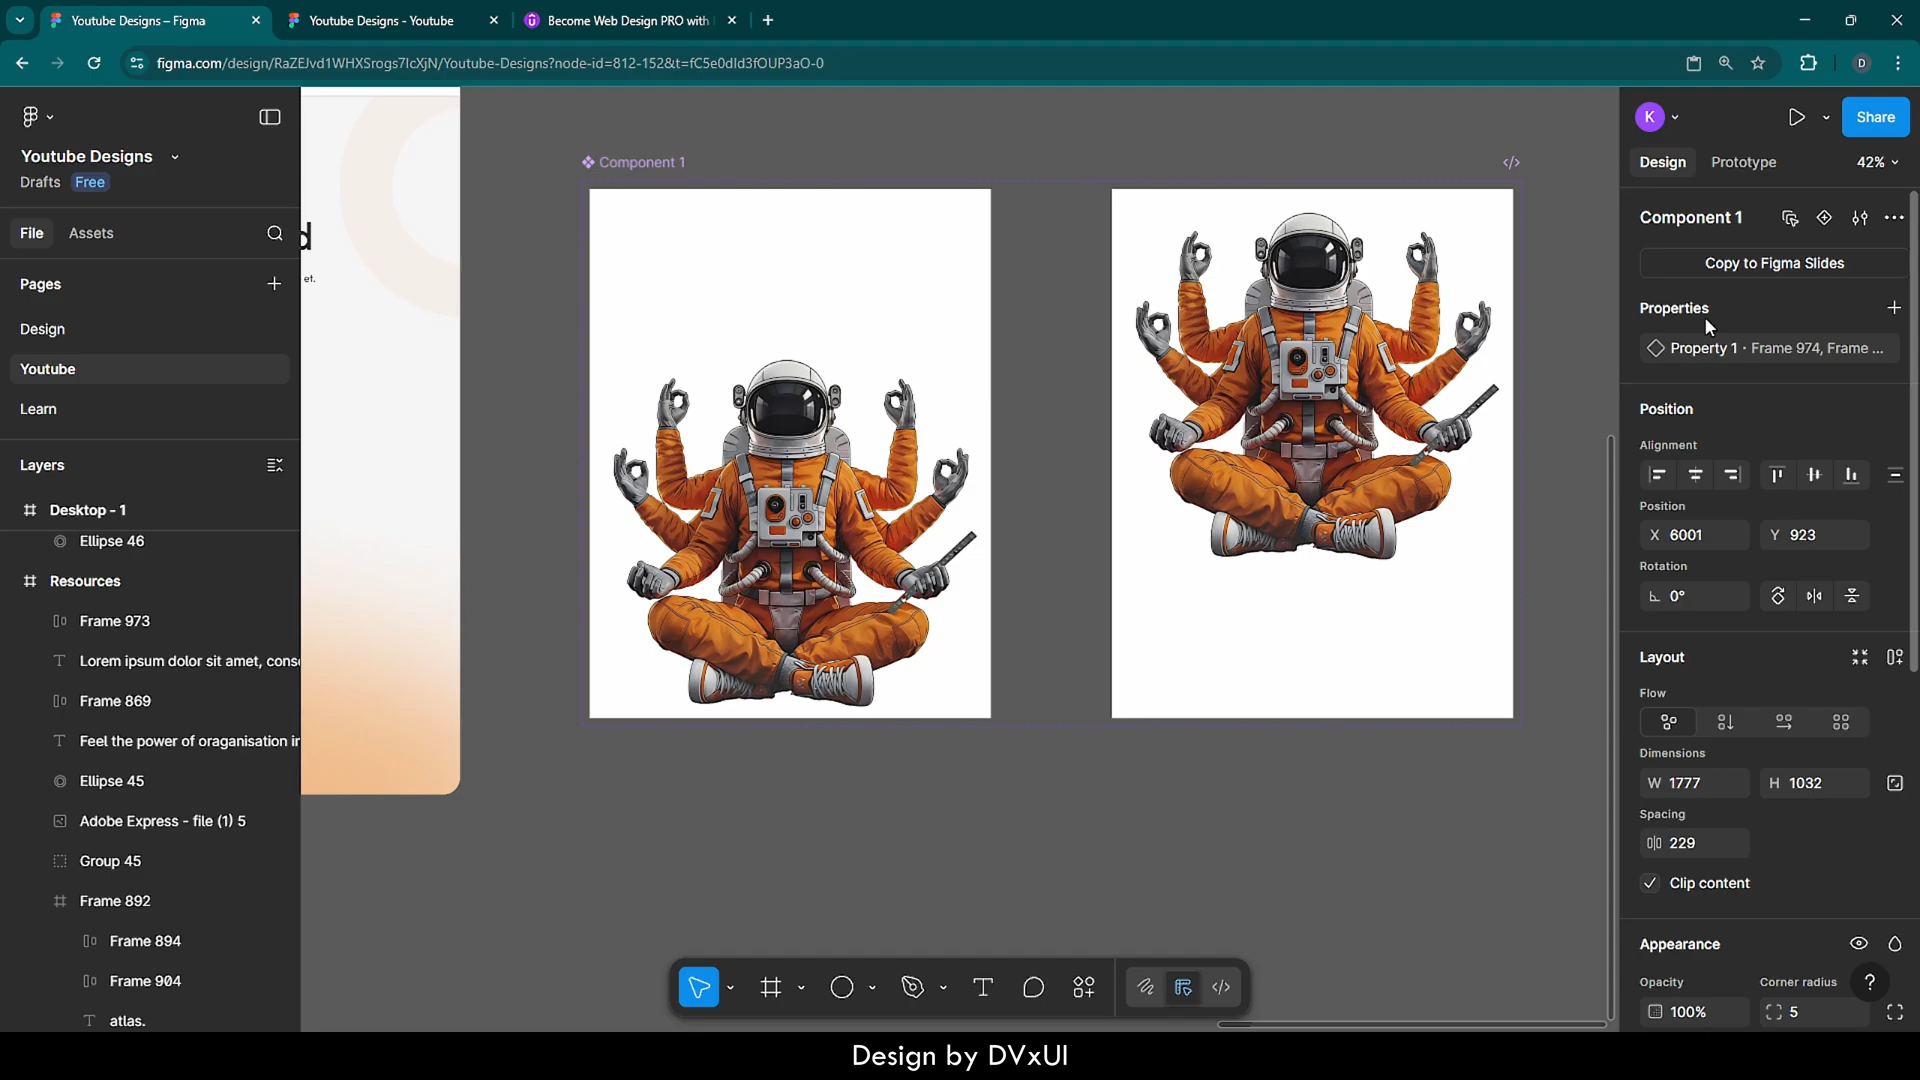 Youtube Designs – Figma
Youtube Designs - Youtube
Become Web Design PRO with
figma.com/design/RaZEJvd1WHXSrogs7IcXjN/Youtube-Designs?node-id=812-152&t=fC5e0dId3fOUP3aO-0
D
Youtube Designs
Drafts Free
File Assets
Pages
Design
Youtube
Learn
Layers
Desktop - 1
Ellipse 46
Resources
Frame 973
Lorem ipsum dolor sit amet, cons
Frame 869
Feel the power of oraganisation in
Ellipse 45
Adobe Express - file (1) 5
Group 45
Frame 892
Frame 894
Frame 904
atlas.
d
et.
Component 1
</>
K
Share
Design Prototype 42%
Component 1
Copy to Figma Slides
Properties
Property 1 · Frame 974, Frame ...
Position
Alignment
Position
X 6001 Y 923
Rotation
0°
Layout
Flow
Dimensions
W 1777 H 1032
Spacing
229
Clip content
Appearance
Opacity Corner radius
100% 5
?
Design by DVxUI